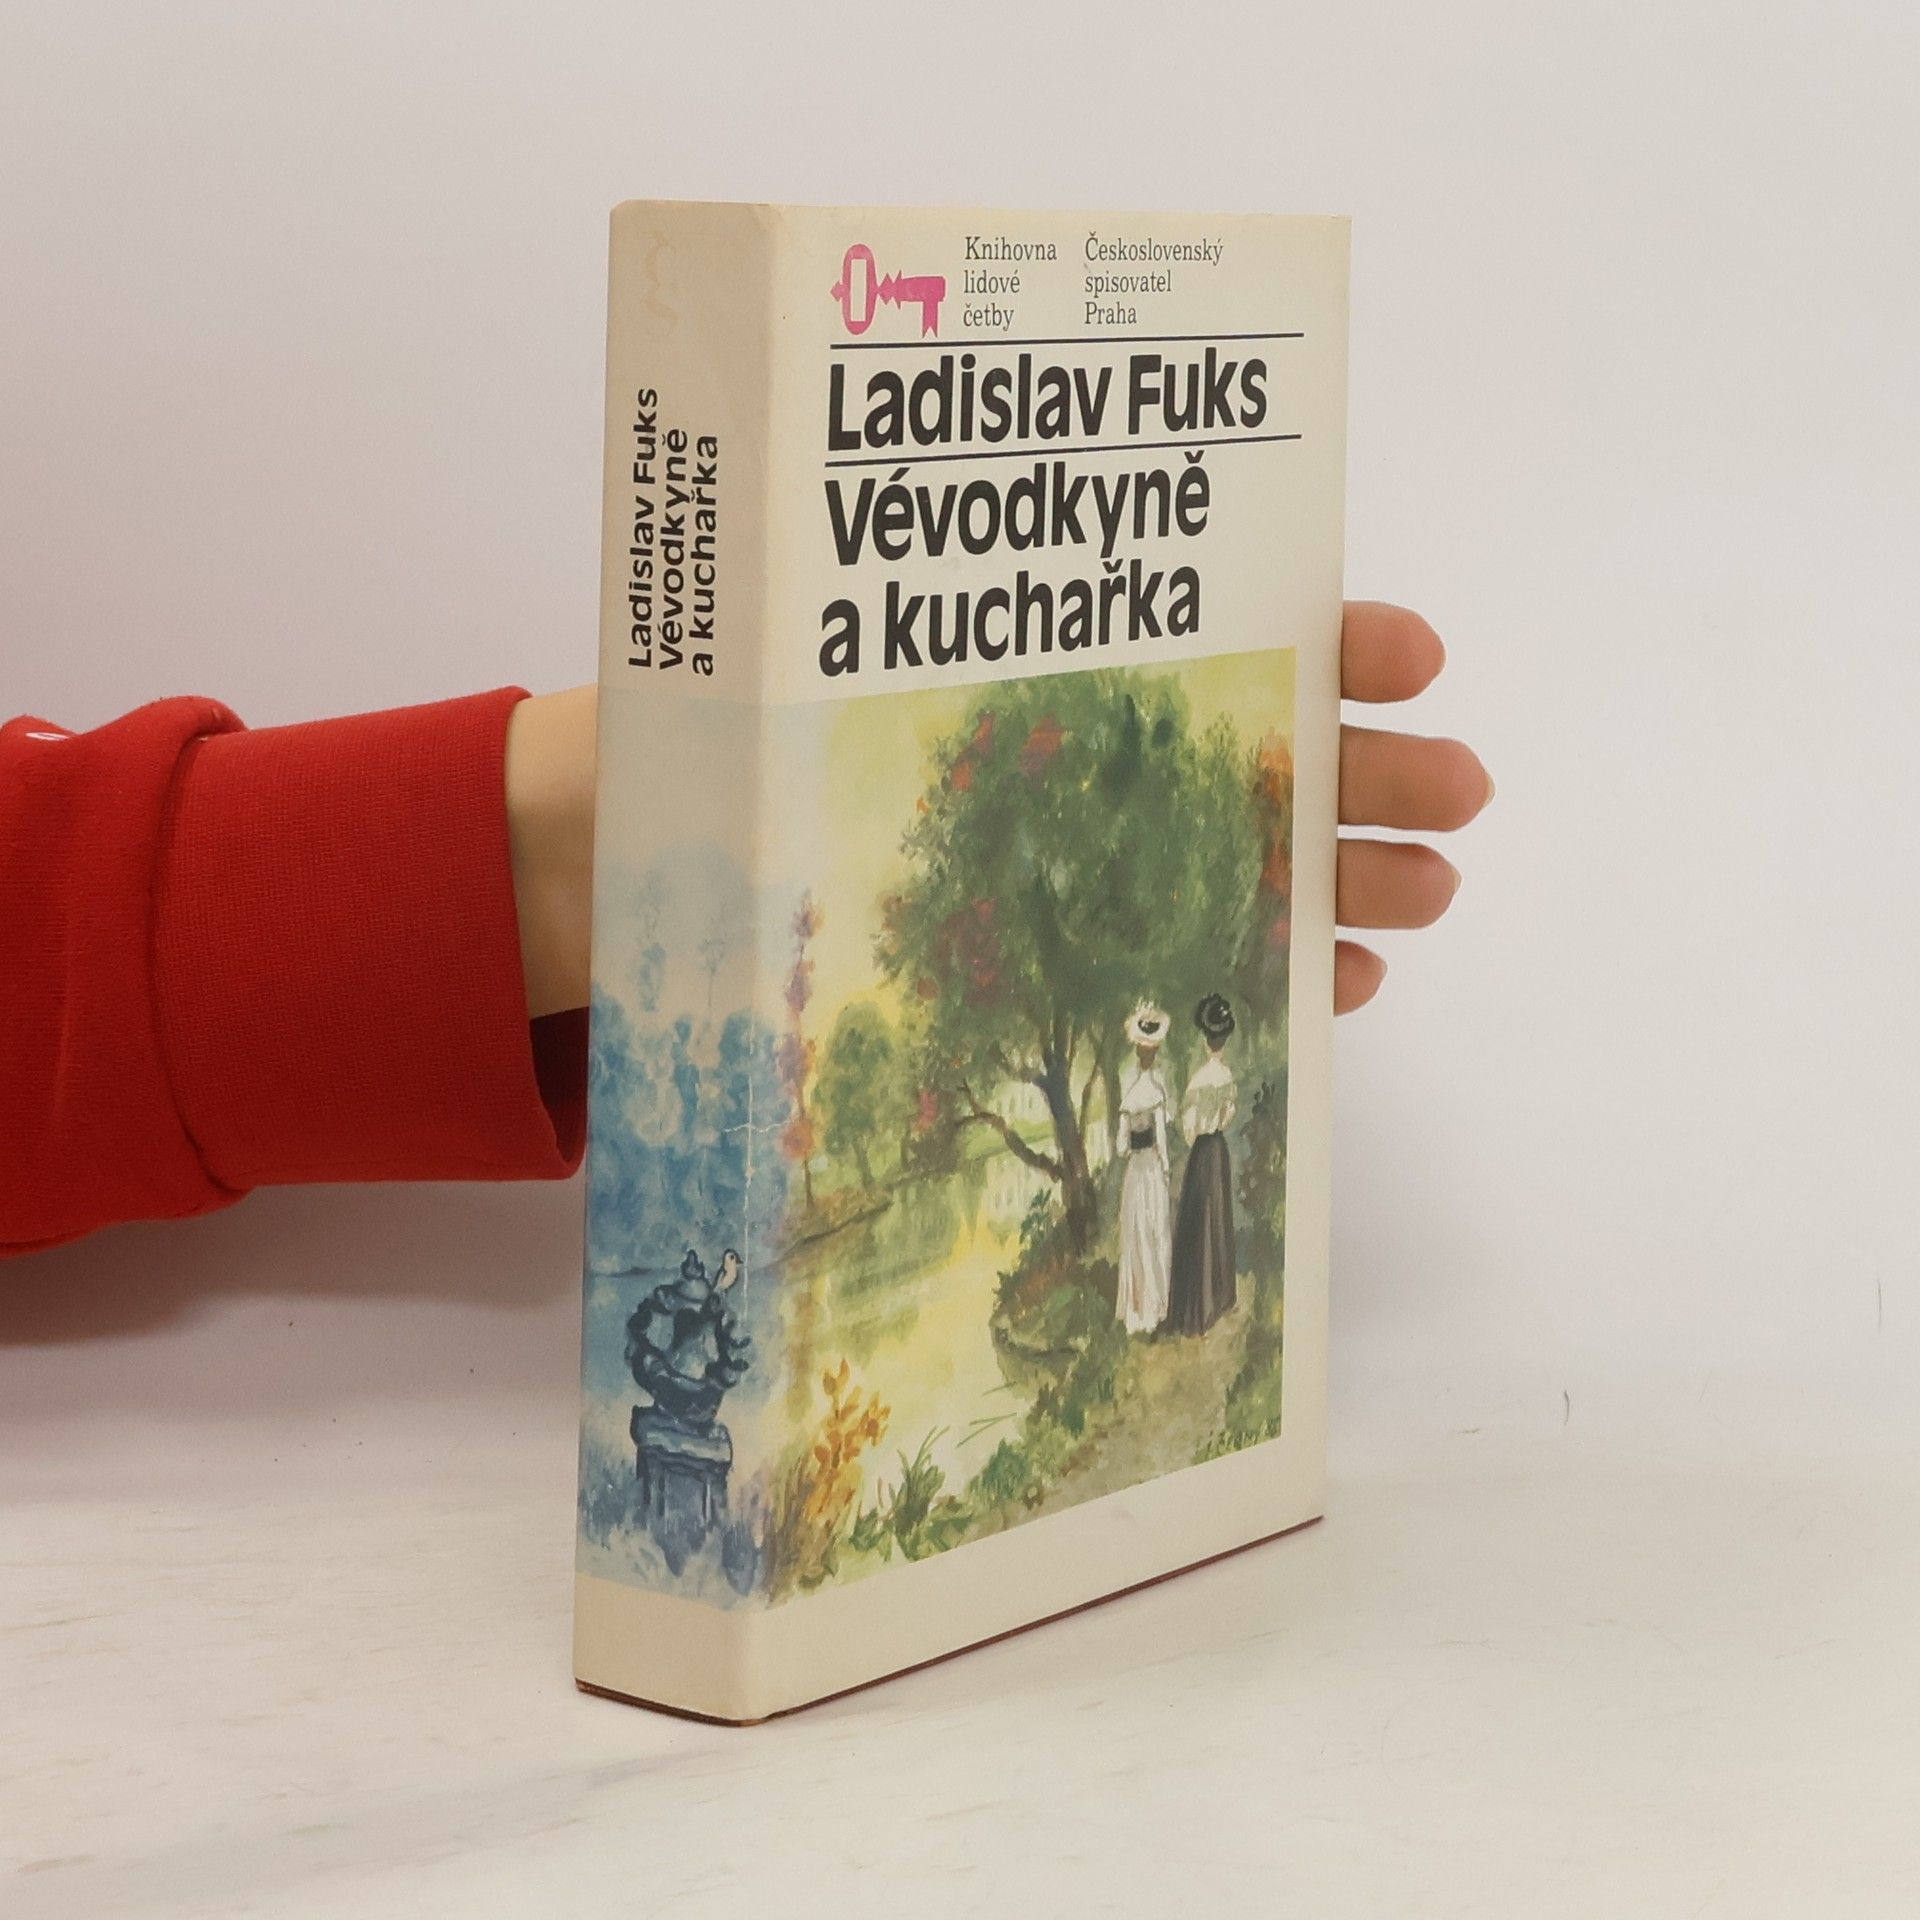 Ladislav Fuks
Vévodkyně
a kuchařka
Knihovna
lidové
četby
Československý
spisovatel
Praha
Ladislav Fuks
Vévodkyně
a kuchařka